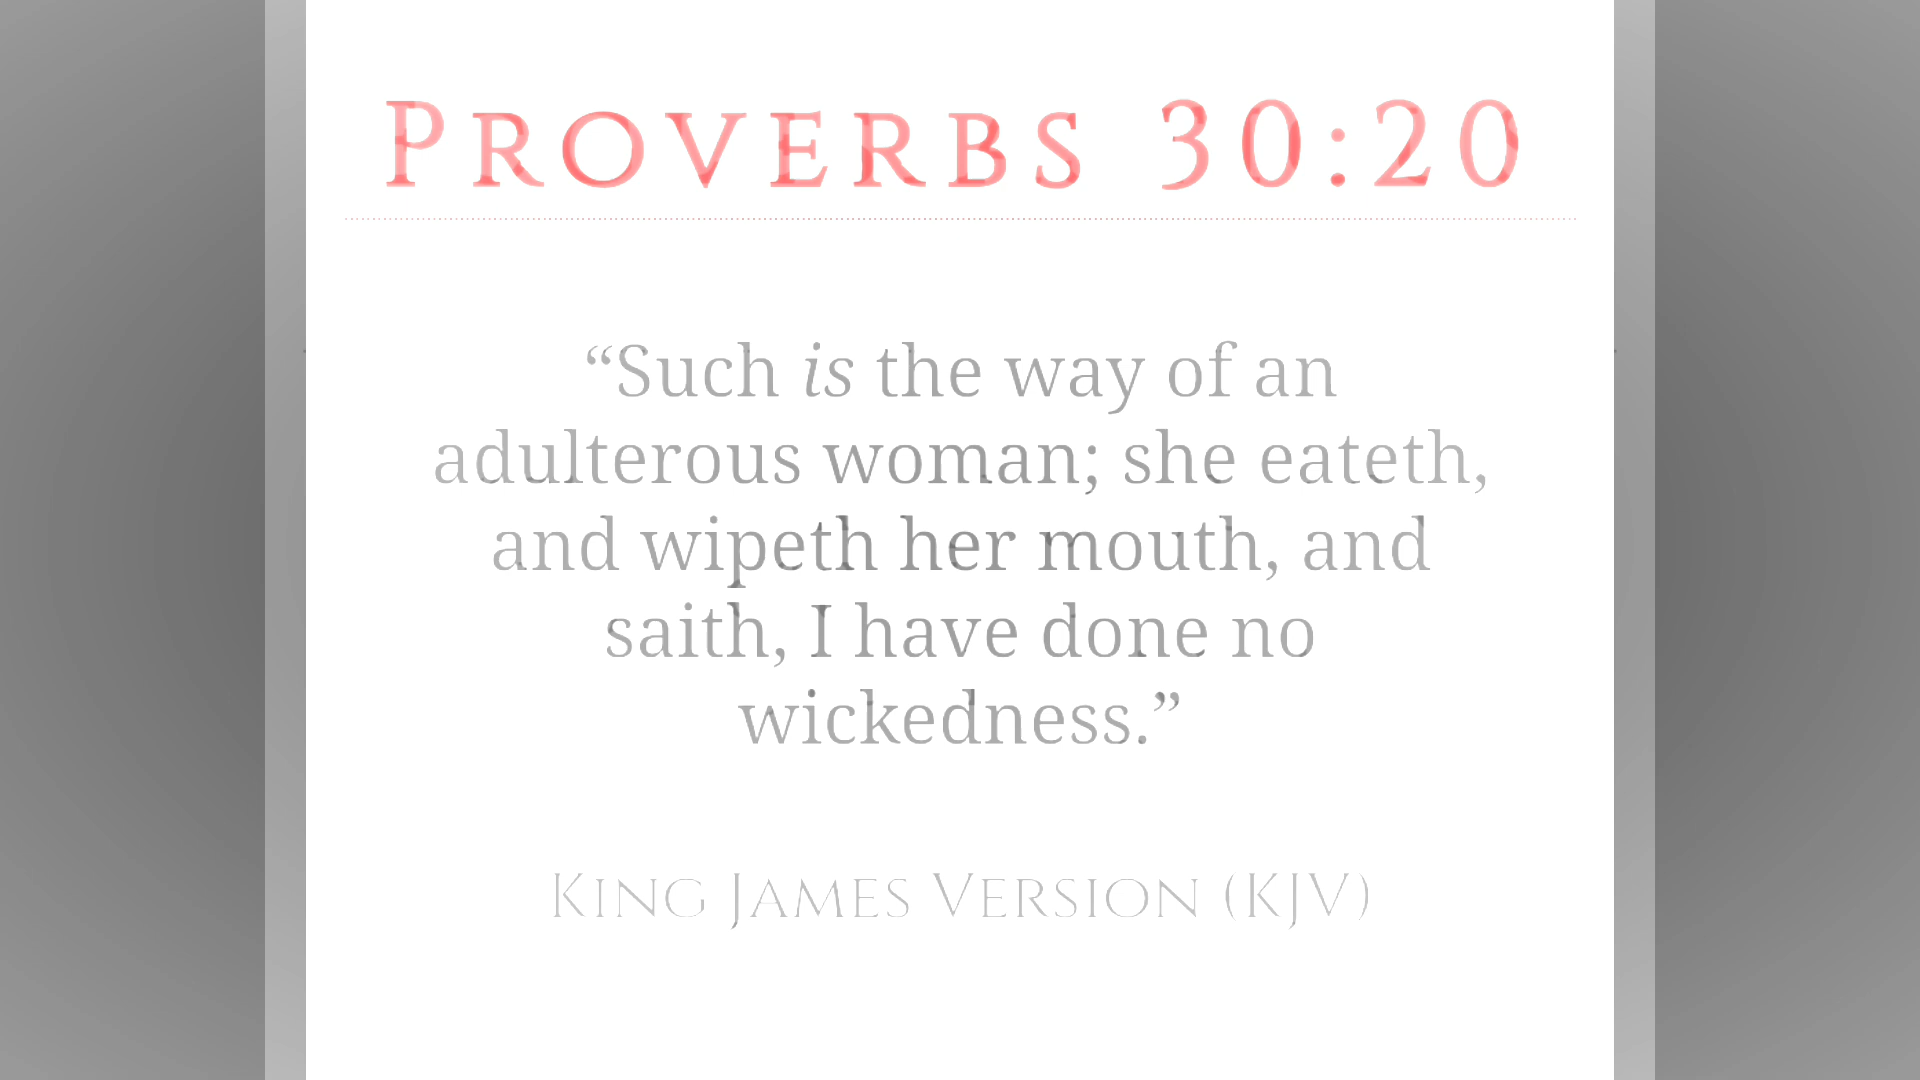 Proverbs 30:20
“Such is the way of an
adulterous woman; she eateth,
and wipeth her mouth, and
saith, I have done no
wickedness.”
King James Version (KJV)